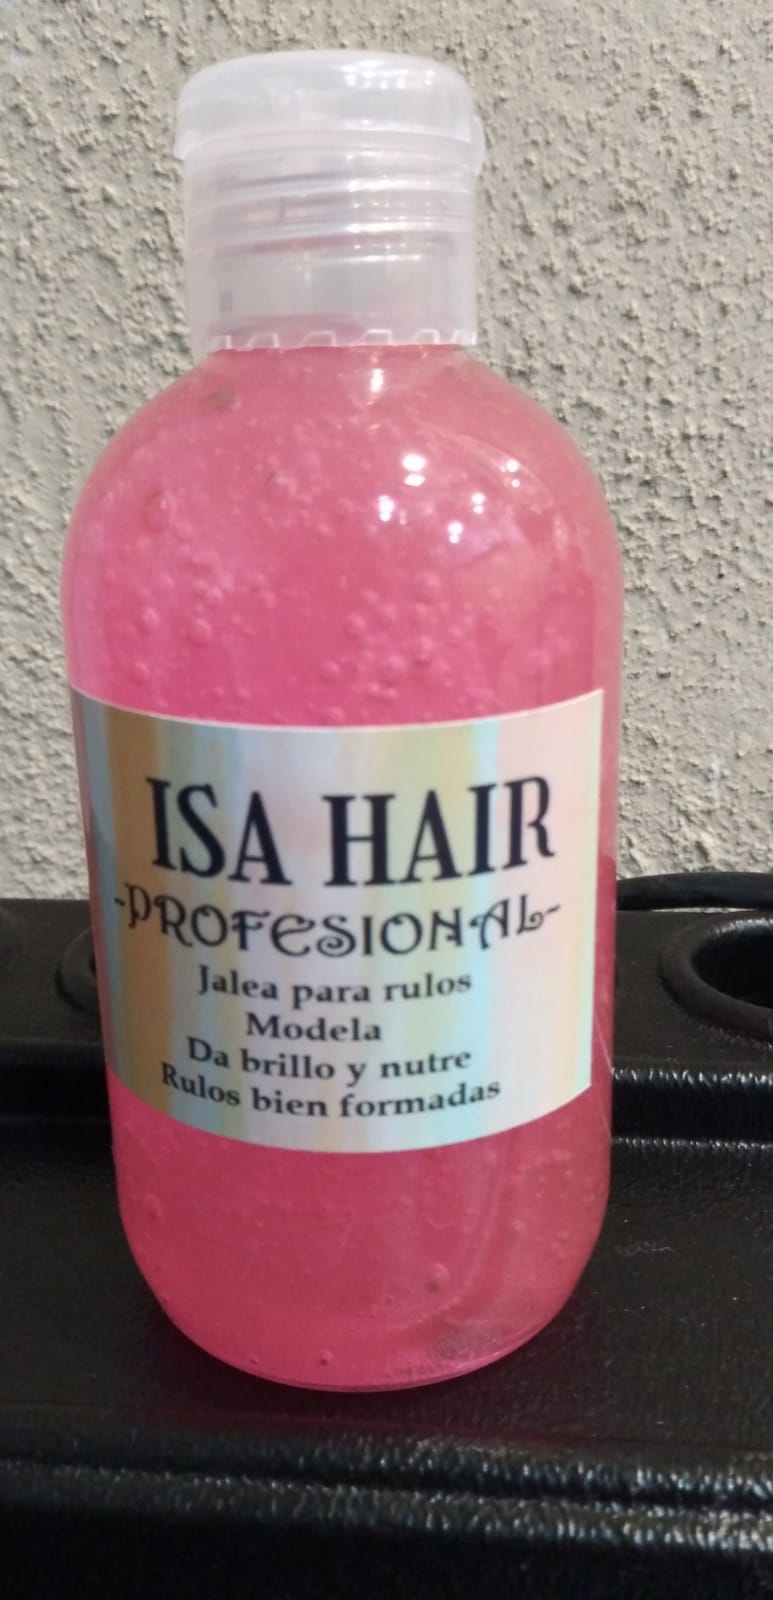 ISA HAIR
-PROFESIONAL-
Jalea para rulos
Modela
Da brillo y nutre
Rulos bien formadas